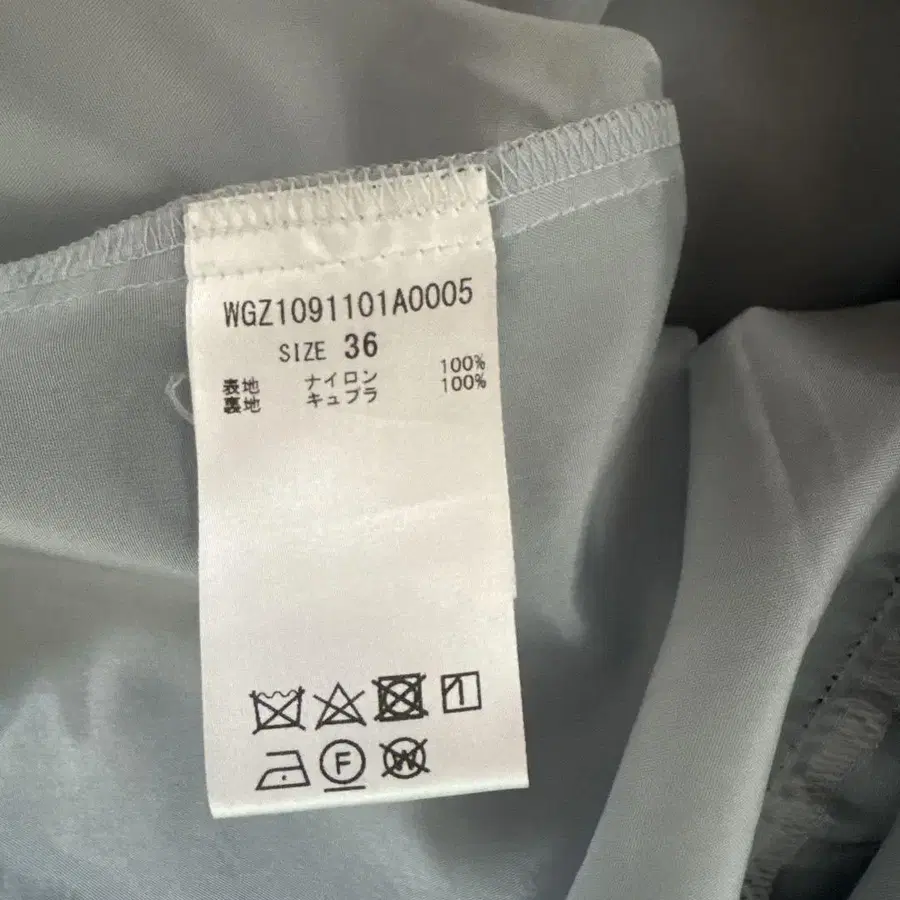 WGZ1091101A0005
SIZE 36
表地 ナイロン 100%
裏地 キュプラ 100%
F
W